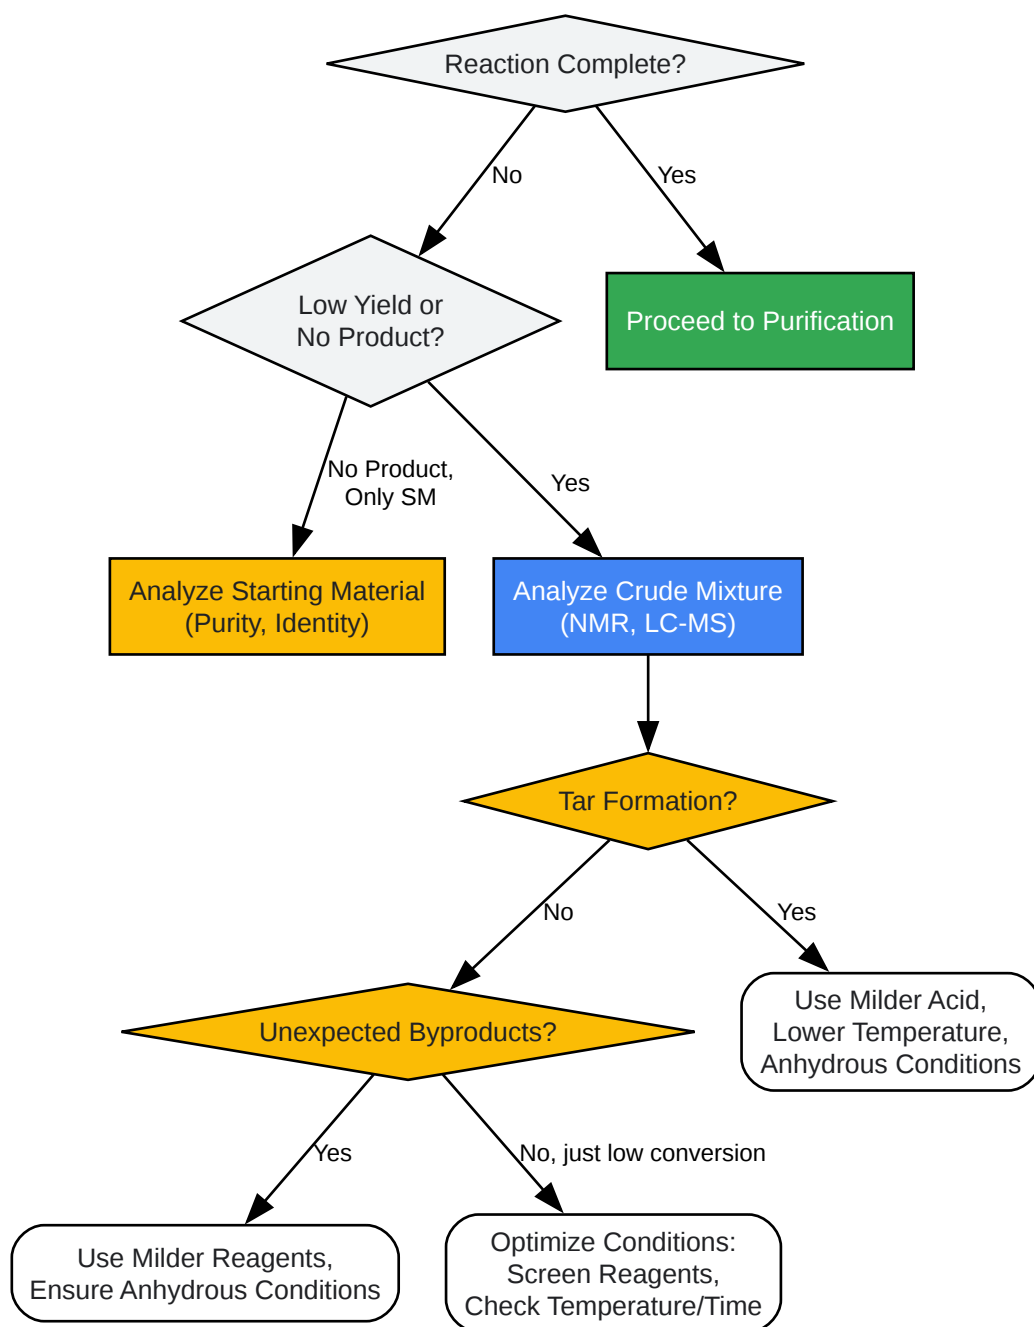 Reaction Complete?
No
Yes
Low Yield or
No Product?
Proceed to Purification
No Product,
Only SM
Yes
Analyze Starting Material
(Purity, Identity)
Analyze Crude Mixture
(NMR, LC-MS)
Tar Formation?
No
Yes
Use Milder Acid,
Lower Temperature,
Anhydrous Conditions
Unexpected Byproducts?
Yes
No, just low conversion
Use Milder Reagents,
Ensure Anhydrous Conditions
Optimize Conditions:
Screen Reagents,
Check Temperature/Time